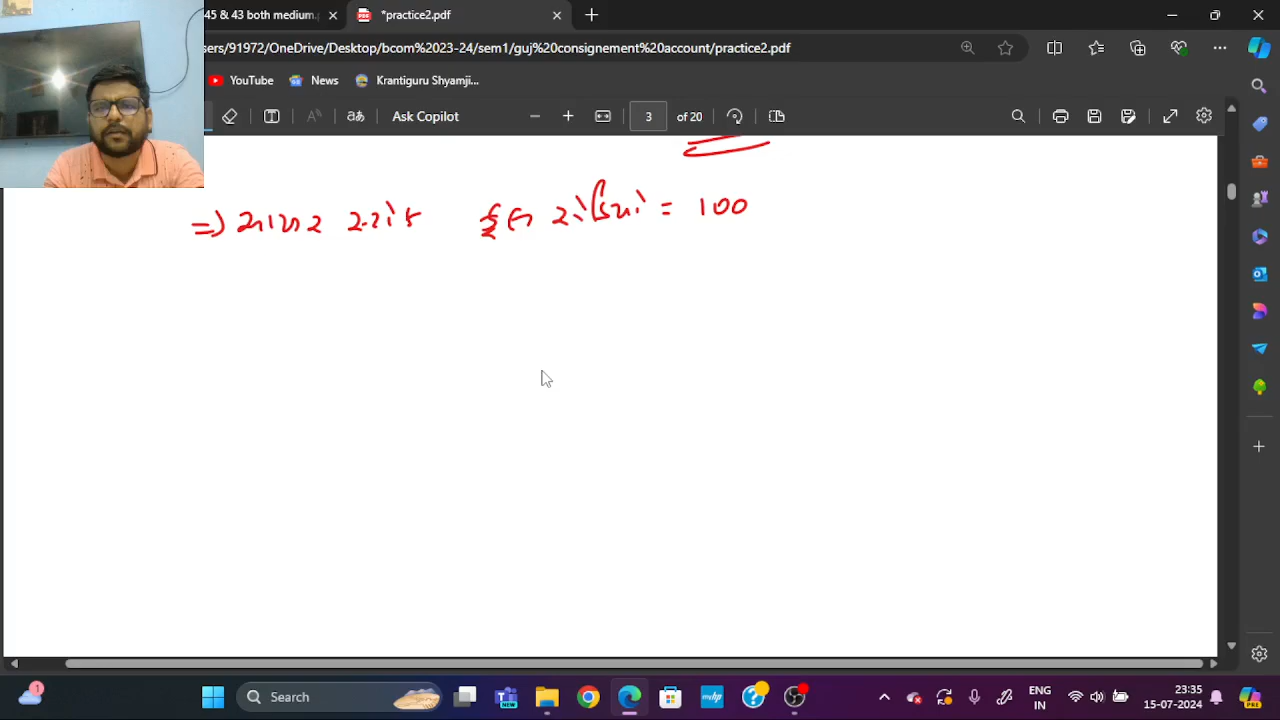 45 & 43 both medium.p
*practice2.pdf
ers/91972/OneDrive/Desktop/bcom%2023-24/sem1/guj%20consignement%20account/practice2.pdf
YouTube News Krantiguru Shyamji...
Ask Copilot 3 of 20
=) = 100
Search ENG IN 23:35 15-07-2024